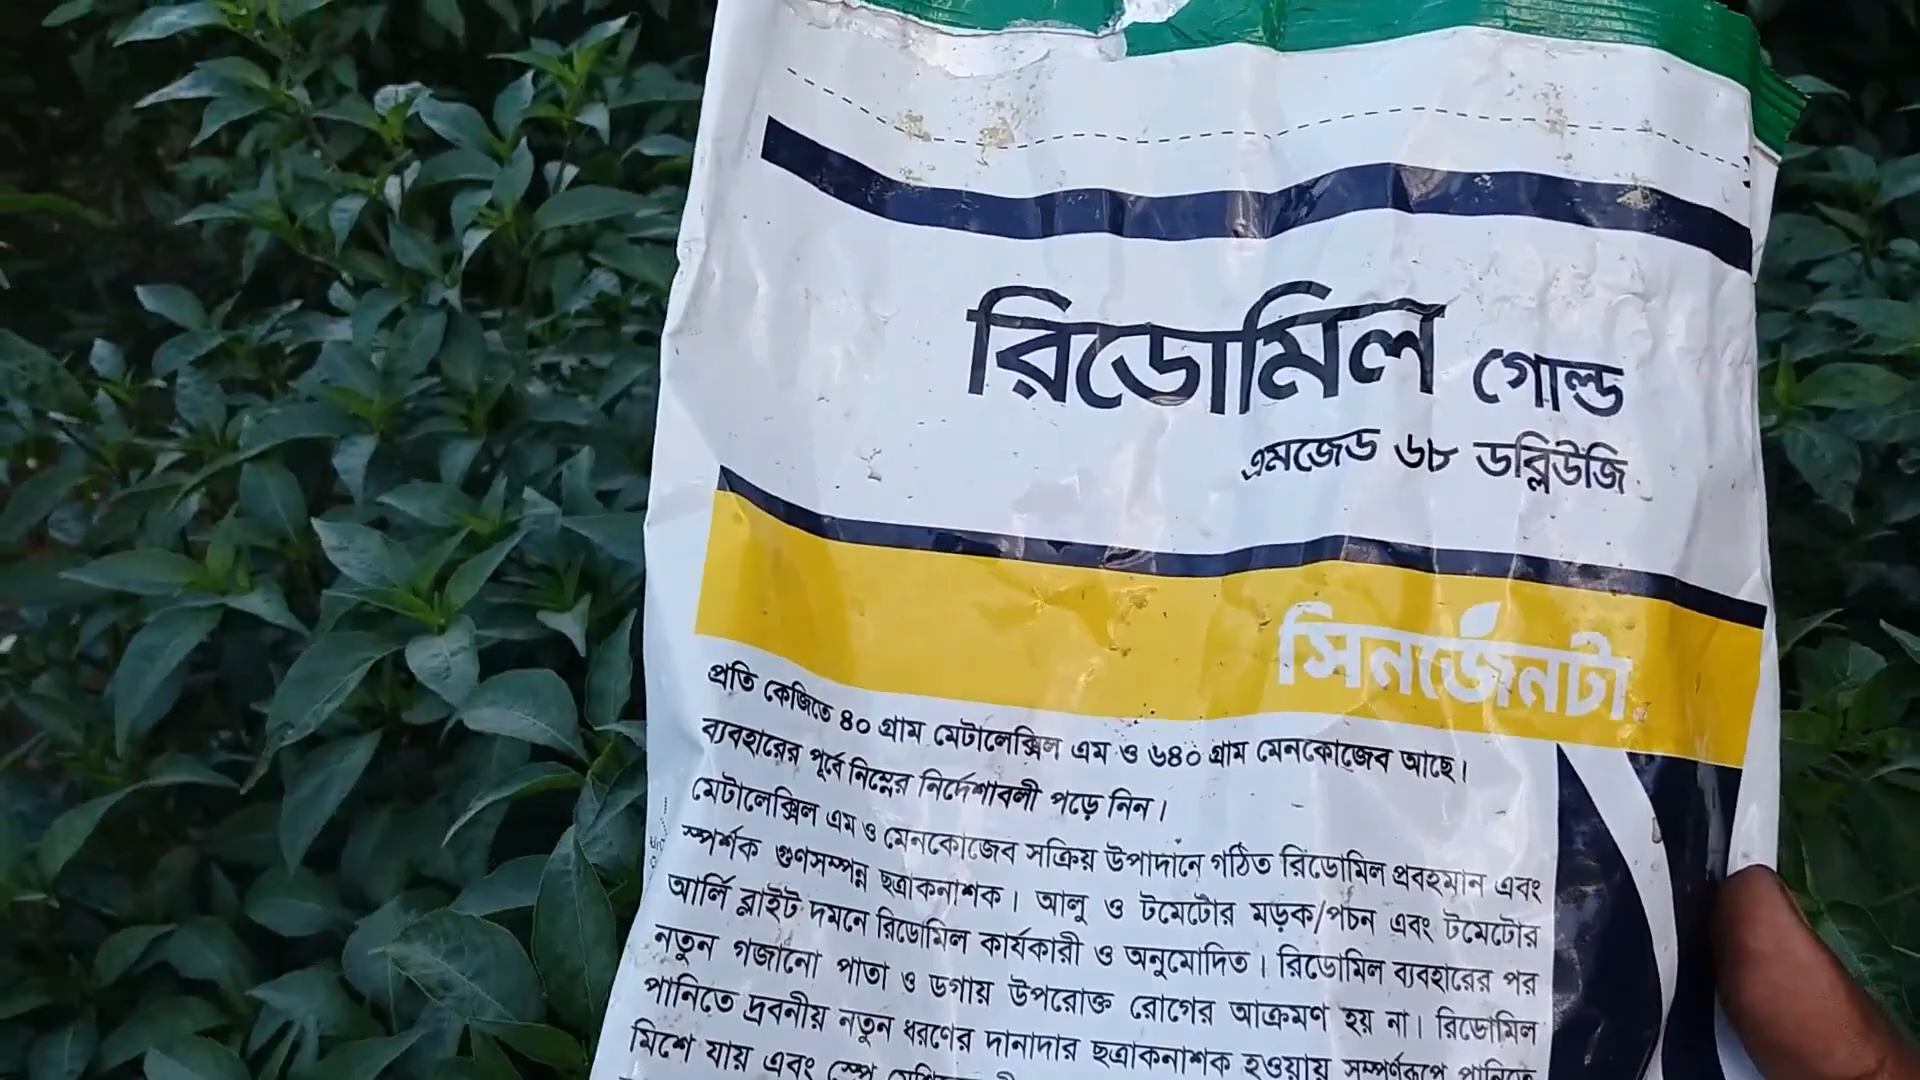 রিডোমিল গোল্ড
এমজেড ৬৮ ডব্লিউজি
সিনজেনটা
প্রতি কেজিতে ৪০ গ্রাম মেটালেক্সিল এম ও ৬৪০ গ্রাম মেনকোজেব আছে।
ব্যবহারের পূর্বে নিম্নের নির্দেশাবলী পড়ে নিন।
মেটালেক্সিল এম ও মেনকোজেব সক্রিয় উপাদানে গঠিত রিডোমিল প্রবহমান এবং
স্পর্শক গুণসম্পন্ন ছত্রাকনাশক। আলু ও টমেটোর মড়ক/পচন এবং টমেটোর
আর্লি ব্লাইট দমনে রিডোমিল কার্যকারী ও অনুমোদিত। রিডোমিল ব্যবহারের পর
নতুন গজানো পাতা ও ডগায় উপরোক্ত রোগের আক্রমণ হয় না। রিডোমিল
পানিতে দ্রবনীয় নতুন ধরণের দানাদার ছত্রাকনাশক হওয়ায় সম্পূর্ণরূপে পানিতে
মিশে যায় এবং স্প্রে